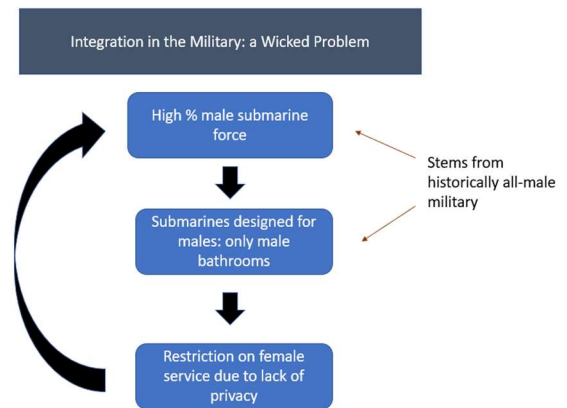 Integration in the Military: a Wicked Problem
High % male submarine
force
Stems from
historically all-male
military
Submarines designed for
males: only male
bathrooms
Restriction on female
service due to lack of
privacy